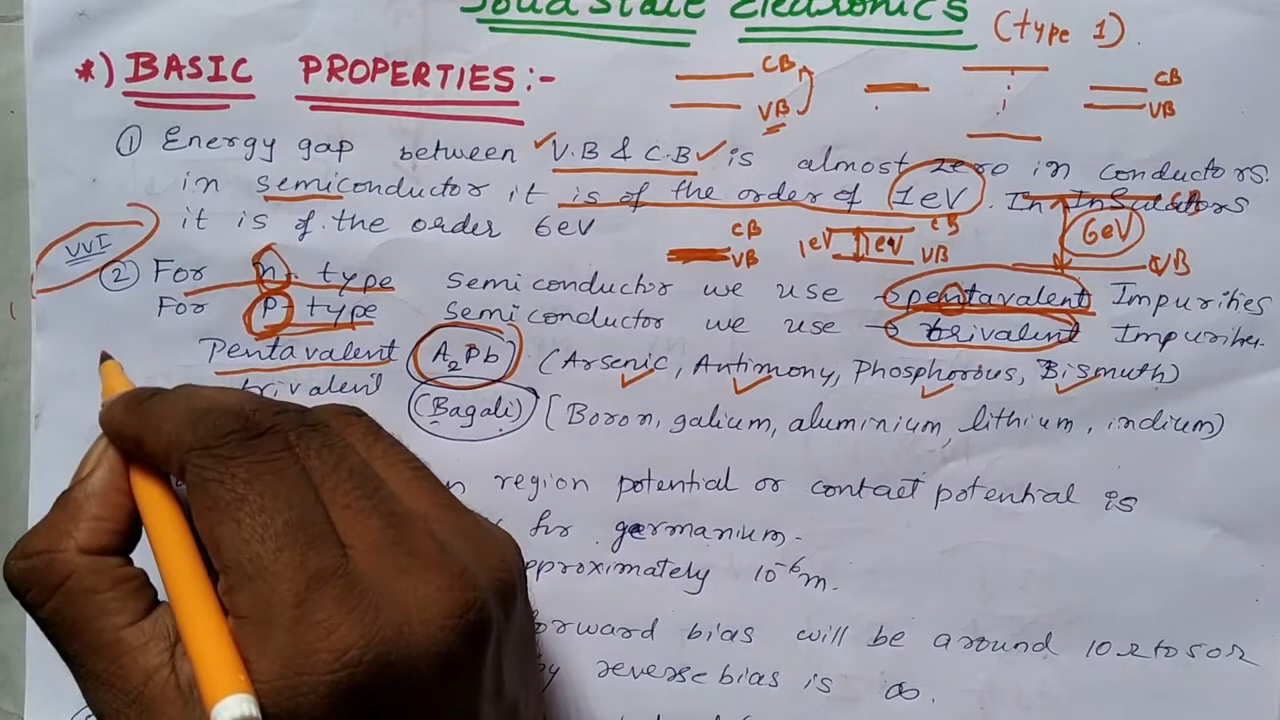 Solid State Electronics
(type 1).
*) BASIC PROPERTIES:-
CB
VB
CB
VB
① Energy gap between V.B & C.B is almost zero in conductors.
in semiconductor it is of the order of 1eV. In Insulators CB
it is of the order 6eV
CB
VB
1eV 1eV
CB
VB
6eV
VB
VVI
② For n. type semiconductor we use → pentavalent Impurities
For P type semiconductor we use → trivalent
Pentavalent (A2Pb) (Arsenic, Antimony, Phosphorous, Bismuth)
trivalent (Bagali) [Boron, galium, aluminium, lithium, indium)
region potential or contact potential is
for germanium.
approximately 10⁻⁶m.
forward bias will be around 10Ω to 50Ω
by reverse bias is ∞.